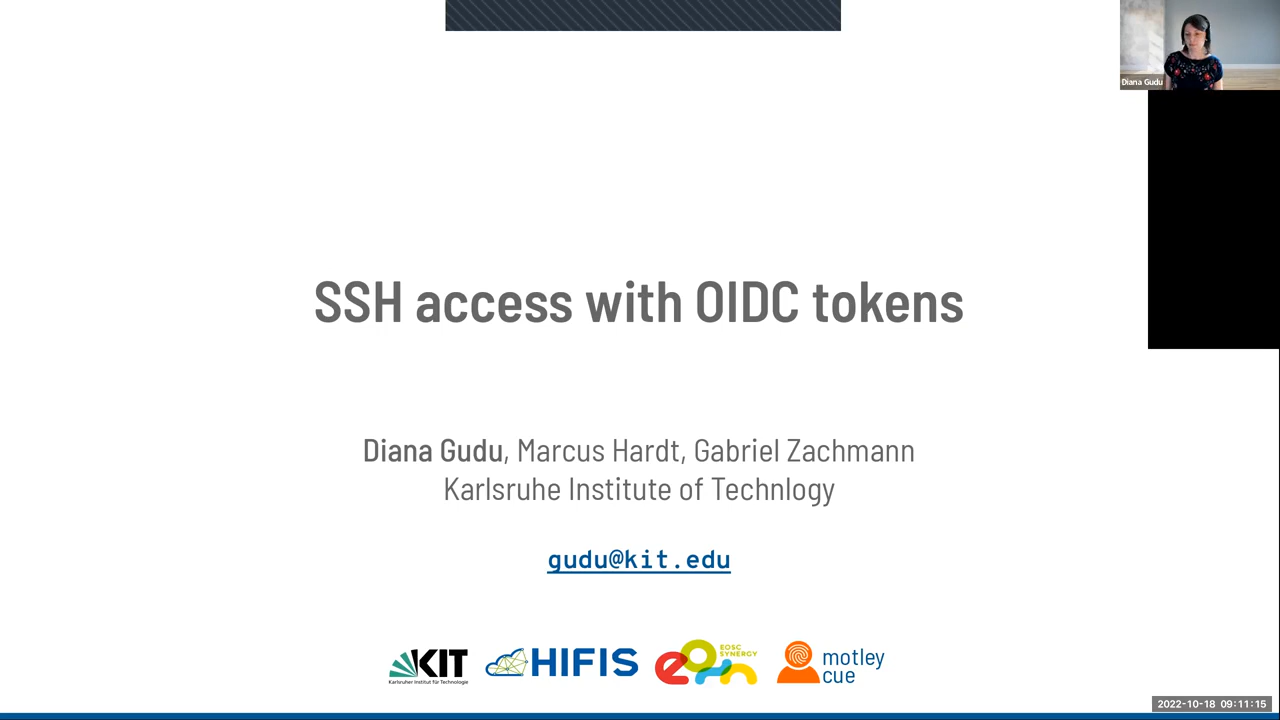 Diana Gudu
SSH access with OIDC tokens
Diana Gudu, Marcus Hardt, Gabriel Zachmann
Karlsruhe Institute of Technlogy
gudu@kit.edu
KIT
Karlsruher Institut für Technologie
HIFIS
EOSC
SYNERGY
motley
cue
2022-10-18 09:11:15